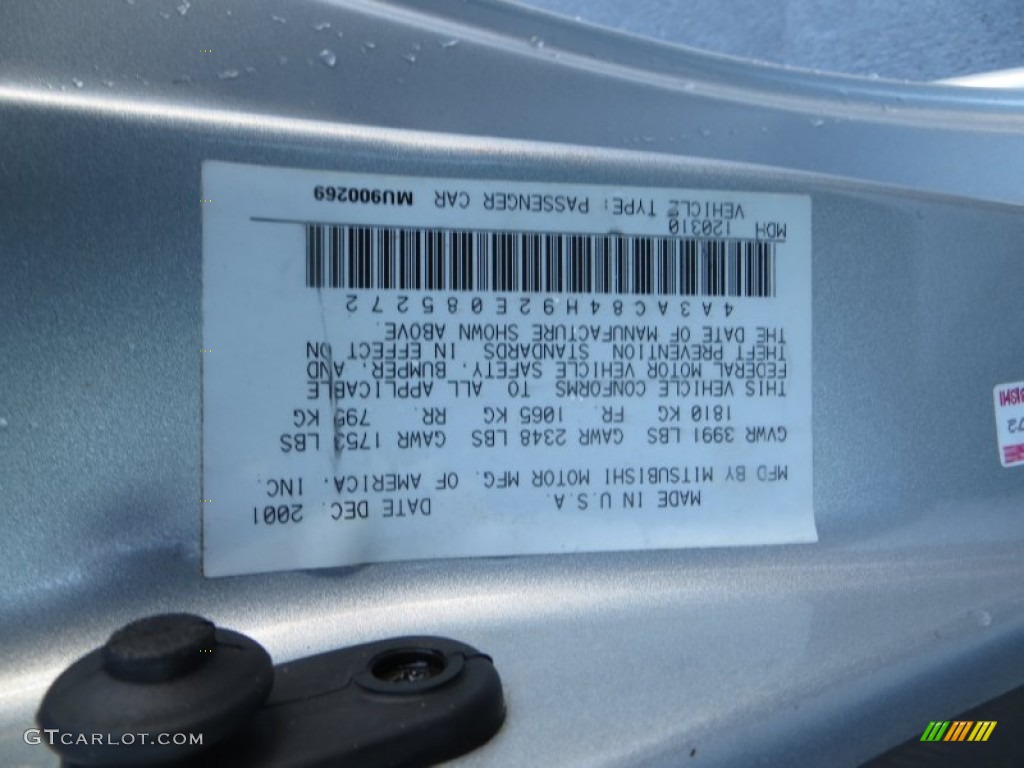 MADE IN U.S.A. DATE DEC. 2001
MFD BY MITSUBISHI MOTOR MFG. OF AMERICA. INC.
GVWR 3991 LBS GAWR 2348 LBS GAWR 1753 LBS
1810 KG FR. 1065 KG RR. 795 KG
THIS VEHICLE CONFORMS TO ALL APPLICABLE
FEDERAL MOTOR VEHICLE SAFETY. BUMPER. AND
THEFT PREVENTION STANDARDS. IN EFFECT ON
THE DATE OF MANUFACTURE SHOWN ABOVE.
4A3AC84H92E085272
MDH 120310
VEHICLE TYPE: PASSENGER CAR MU900269
GTCARLOT.COM